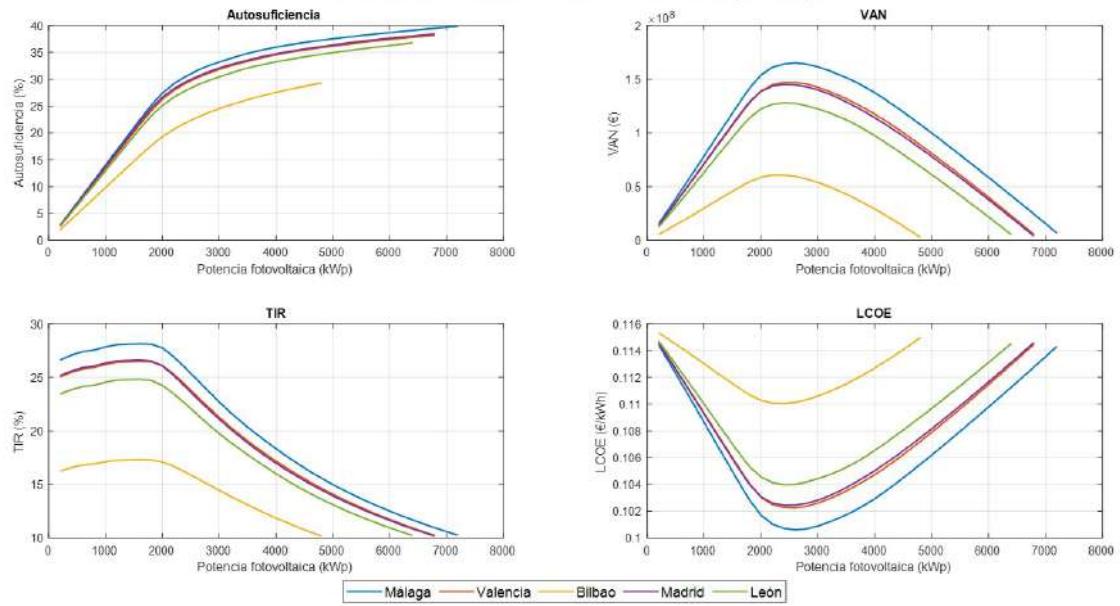 Autosuficiencia
40
35
30
25
20
15
10
5
0
Autosuficiencia (%)
0 1000 2000 3000 4000 5000 6000 7000 8000
Potencia fotovoltaica (kWp)
VAN
×10⁸
2
1.5
1
0.5
0
VAN (€)
0 1000 2000 3000 4000 5000 6000 7000 8000
Potencia fotovoltaica (kWp)
TIR
30
25
20
15
10
TIR (%)
0 1000 2000 3000 4000 5000 6000 7000 8000
Potencia fotovoltaica (kWp)
LCOE
0.116
0.114
0.112
0.11
0.108
0.106
0.104
0.102
0.1
LCOE (€/kWh)
0 1000 2000 3000 4000 5000 6000 7000 8000
Potencia fotovoltaica (kWp)
Málaga Valencia Bilbao Madrid León